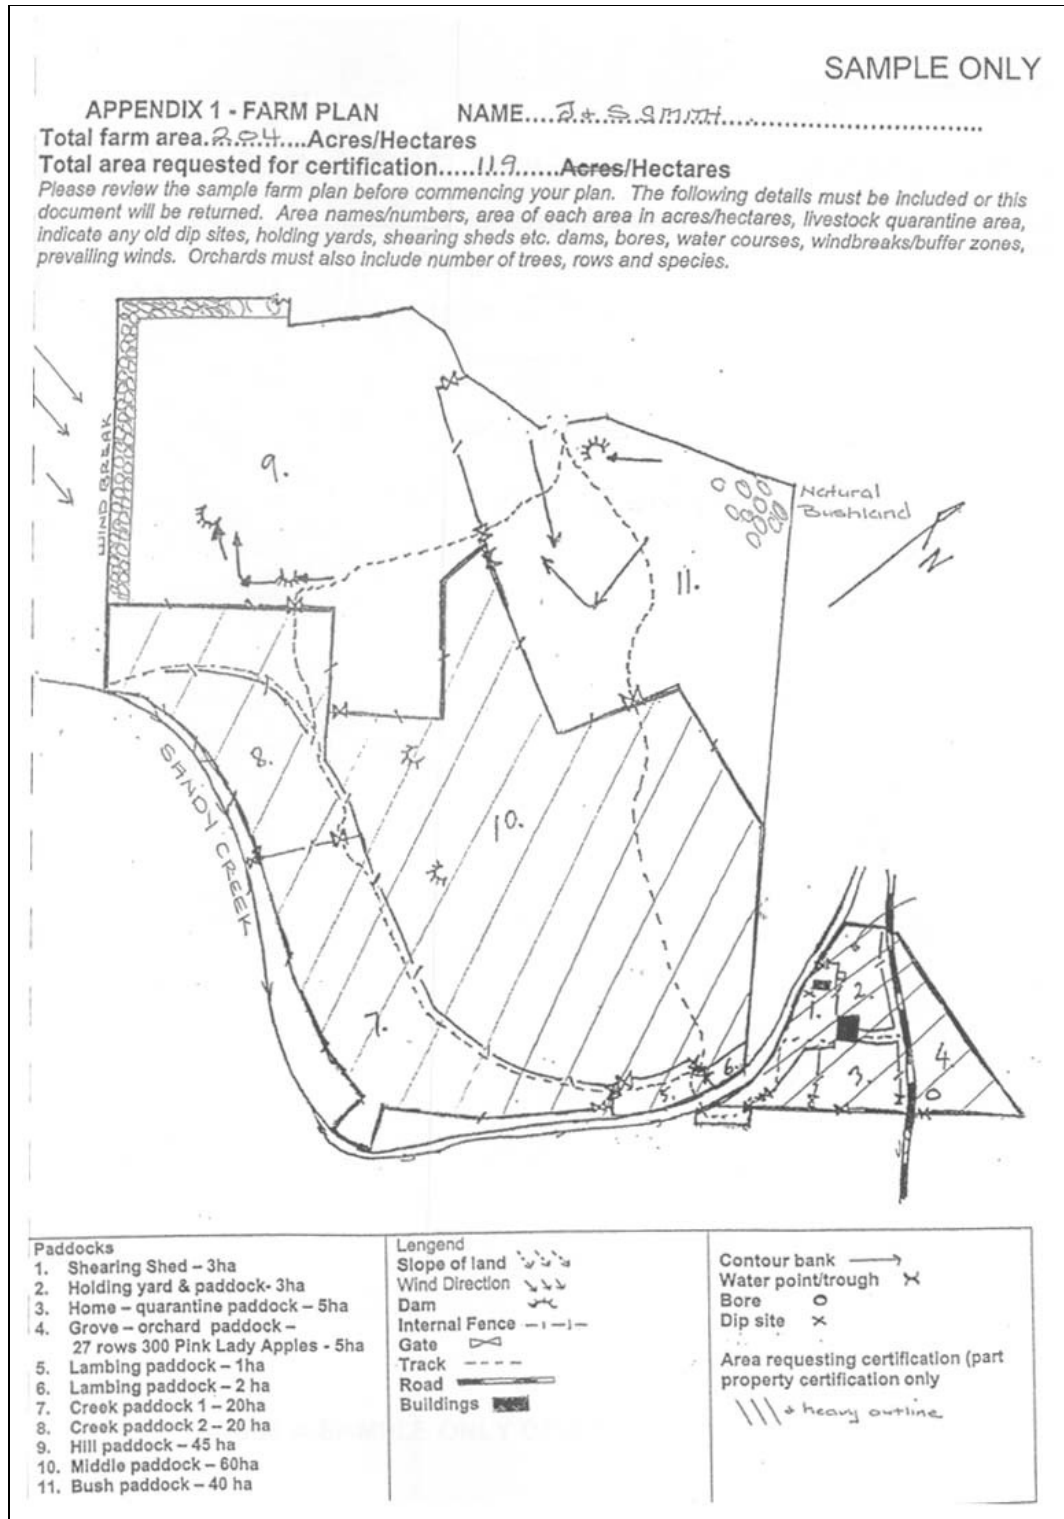 SAMPLE ONLY
APPENDIX 1 - FARM PLAN NAME....J + S SMITH..............................
Total farm area.204....Acres/Hectares
Total area requested for certification.....119......Acres/Hectares
Please review the sample farm plan before commencing your plan. The following details must be included or this
document will be returned. Area names/numbers, area of each area in acres/hectares, livestock quarantine area,
indicate any old dip sites, holding yards, shearing sheds etc. dams, bores, water courses, windbreaks/buffer zones,
prevailing winds. Orchards must also include number of trees, rows and species.
WIND BREAK
9.
Natural
Bushland
N
11.
8.
SANDY CREEK
10.
7.
1.
2.
3.
4.
5.
6.
Paddocks
1. Shearing Shed – 3ha
2. Holding yard & paddock- 3ha
3. Home – quarantine paddock – 5ha
4. Grove – orchard paddock –
27 rows 300 Pink Lady Apples - 5ha
5. Lambing paddock – 1ha
6. Lambing paddock – 2 ha
7. Creek paddock 1 – 20ha
8. Creek paddock 2 – 20 ha
9. Hill paddock – 45 ha
10. Middle paddock – 60ha
11. Bush paddock – 40 ha
Lengend
Slope of land
Wind Direction
Dam
Internal Fence
Gate
Track
Road
Buildings
Contour bank
Water point/trough
Bore
Dip site
Area requesting certification (part
property certification only
+ heavy outline